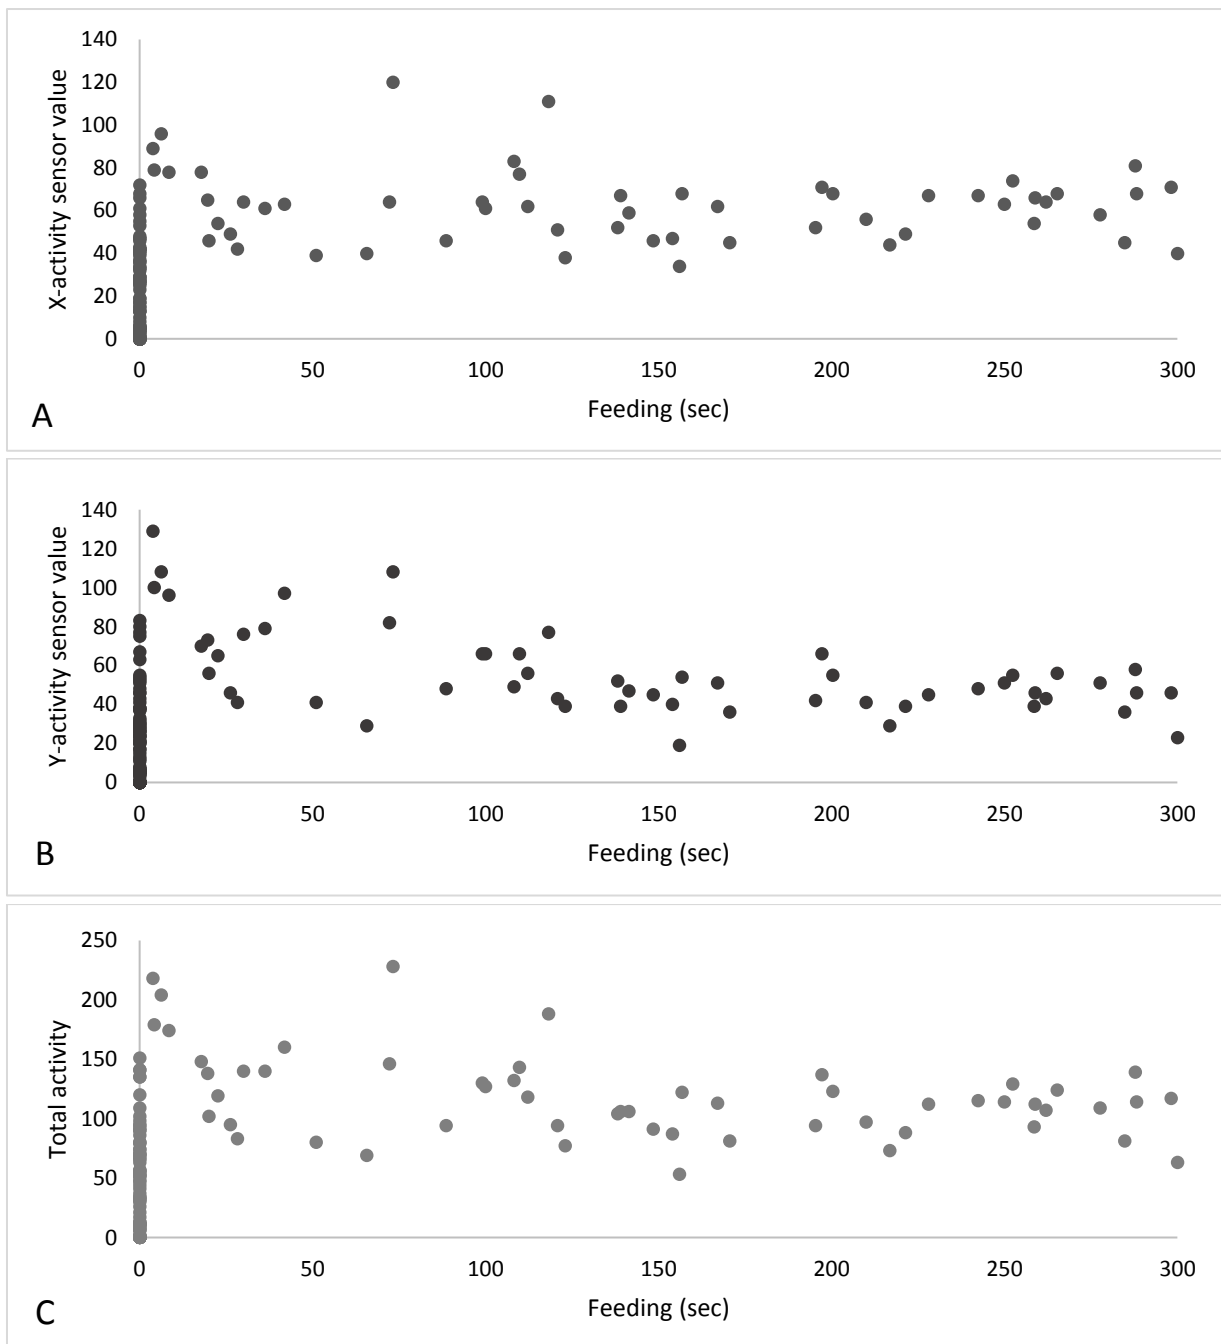 140
120
100
80
60
40
20
0
X-activity sensor value
0 50 100 150 200 250 300
Feeding (sec)
A
140
120
100
80
60
40
20
0
Y-activity sensor value
0 50 100 150 200 250 300
Feeding (sec)
B
250
200
150
100
50
0
Total activity
0 50 100 150 200 250 300
Feeding (sec)
C